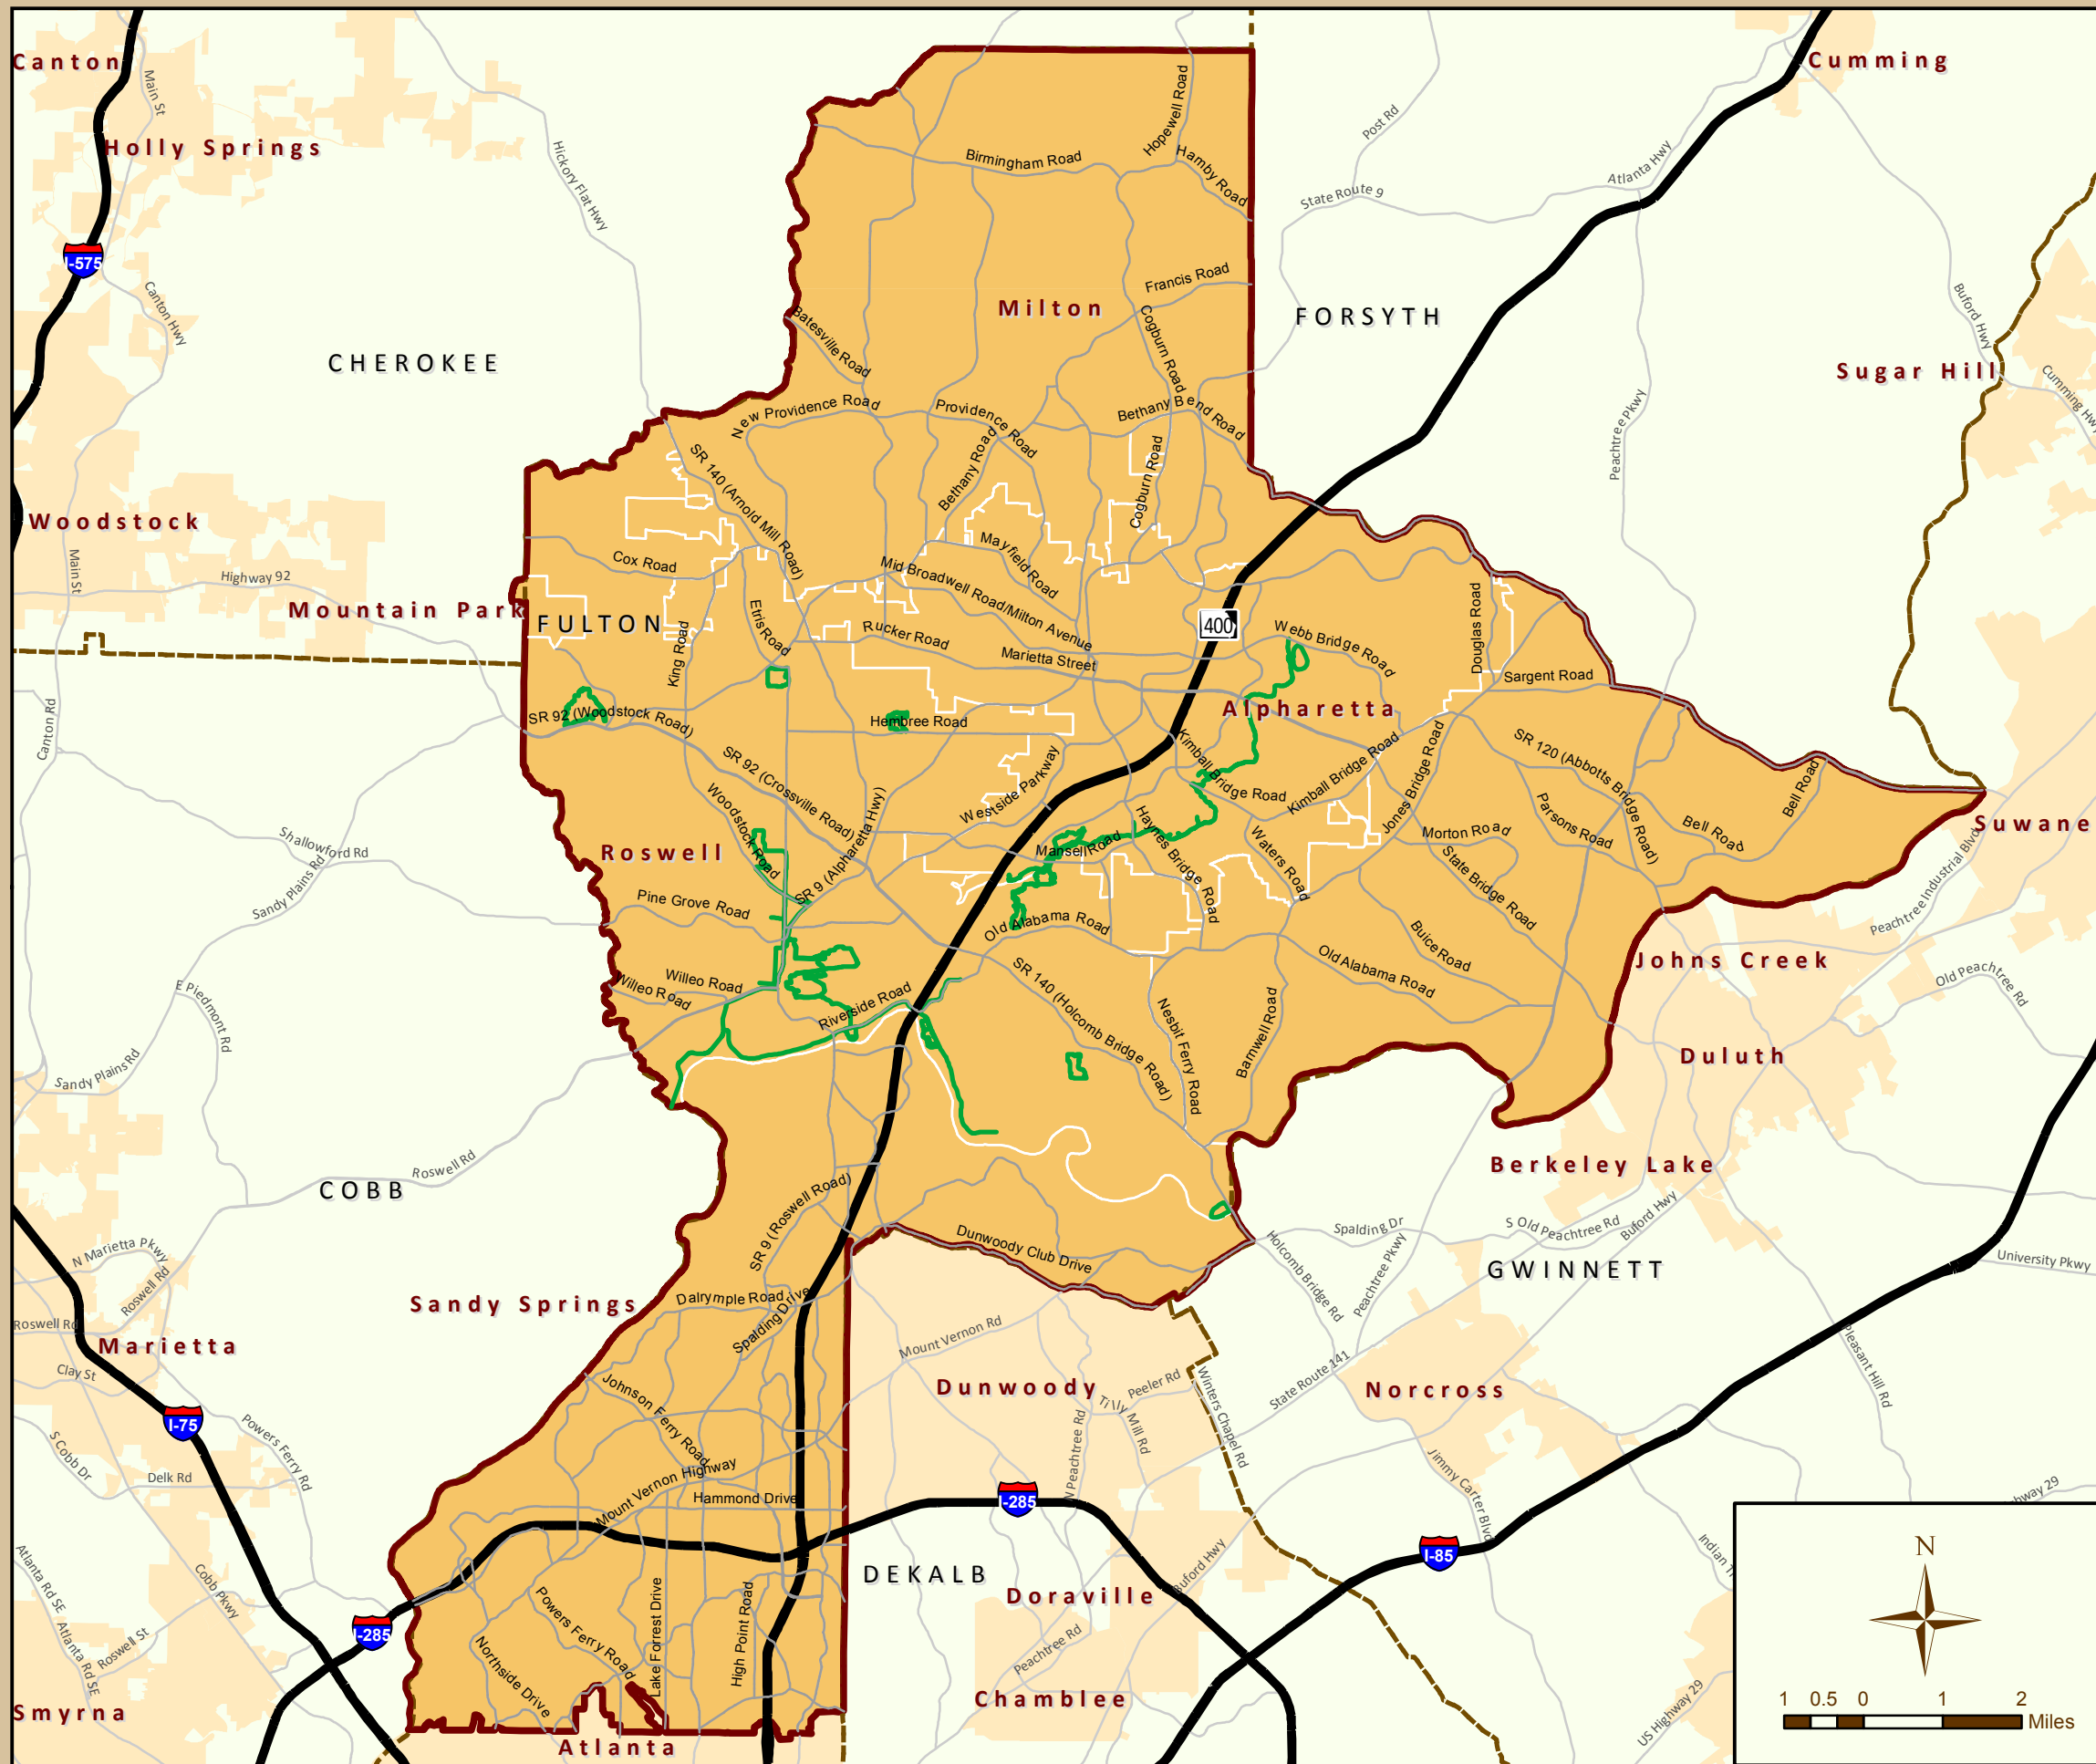 Canton
Main St
Holly Springs
I-575
Canton Hwy
Hickory Flat Hwy
CHEROKEE
Woodstock
Main St
Highway 92
Mountain Park
Canton Rd
Cumming
Post Rd
State Route 9
Atlanta Hwy
FORSYTH
Buford Hwy
Sugar Hill
Peachtree Pkwy
Hopewell Road
Hamby Road
Birmingham Road
Francis Road
Milton
Batesville Road
Cogburn Road
New Providence Road
Providence Road
Bethany Bend Road
Bethany Road
Cogburn Road
SR 140 (Arnold Mill Road)
Cox Road
Mayfield Road
Mid Broadwell Road/Milton Avenue
FULTON
Etris Road
King Road
Rucker Road
Marietta Street
400
Webb Bridge Road
Douglas Road
Sargent Road
Alpharetta
SR 92 (Woodstock Road)
Hembree Road
SR 92 (Crossville Road)
Woodstock Road
SR 9 (Alpharetta Hwy)
Westside Parkway
Kimball Bridge Road
Kimball Bridge Road
Jones Bridge Road
SR 120 (Abbotts Bridge Road)
Parsons Road
Bell Road
Bell Road
Suwane
Morton Road
State Bridge Road
Mansell Road
Haynes Bridge Road
Waters Road
Roswell
Pine Grove Road
Old Alabama Road
Old Alabama Road
Buice Road
Willeo Road
Willeo Road
Riverside Road
SR 140 (Holcomb Bridge Road)
Nesbit Ferry Road
Barnwell Road
Shallowford Rd
Sandy Plains Rd
E Piedmont Rd
Sandy Plains Rd
Peachtree Industrial Blvd
Johns Creek
Old Peachtree Rd
Duluth
Berkeley Lake
COBB
Roswell Rd
N Marietta Pkwy
Roswell Rd
Roswell Rd
Marietta
Clay St
I-75
S Cobb Dr
Delk Rd
Powers Ferry Rd
Sandy Springs
SR 9 (Roswell Road)
Dunwoody Club Drive
Dalrymple Road
Spalding Drive
Johnson Ferry Road
Mount Vernon Highway
Hammond Drive
Holcomb Bridge Rd
Spalding Dr
Peachtree Pkwy
S Old Peachtree Rd
Buford Hwy
GWINNETT
University Pkwy
Mount Vernon Rd
Dunwoody
Tilly Mill Rd
Peeler Rd
N Peachtree Rd
Winters Chapel Rd
State Route 141
Norcross
Pleasant Hill Rd
Jimmy Carter Blvd
I-285
I-85
DEKALB
Doraville
Buford Hwy
Peachtree Rd
Chamblee
US Highway 29
Atlanta Rd SE
Atlanta Rd SE
Roswell St
Cobb Pkwy
I-285
Smyrna
Powers Ferry Road
Northside Drive
Lake Forrest Drive
High Point Road
Atlanta
N
1 0.5 0 1 2
Miles